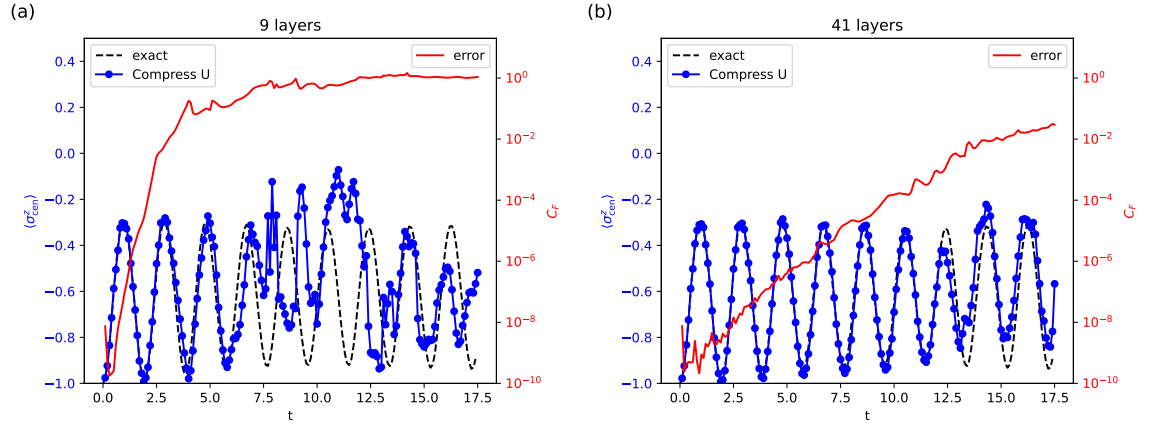 (a)
9 layers
exact
Compress U
error
0.4
0.2
0.0
−0.2
−0.4
−0.6
−0.8
−1.0
⟨σ^z_cen⟩
10^0
10^−2
10^−4
10^−6
10^−8
10^−10
C_F
0.0 2.5 5.0 7.5 10.0 12.5 15.0 17.5
t
(b)
41 layers
exact
Compress U
error
0.4
0.2
0.0
−0.2
−0.4
−0.6
−0.8
−1.0
⟨σ^z_cen⟩
10^0
10^−2
10^−4
10^−6
10^−8
10^−10
C_F
0.0 2.5 5.0 7.5 10.0 12.5 15.0 17.5
t